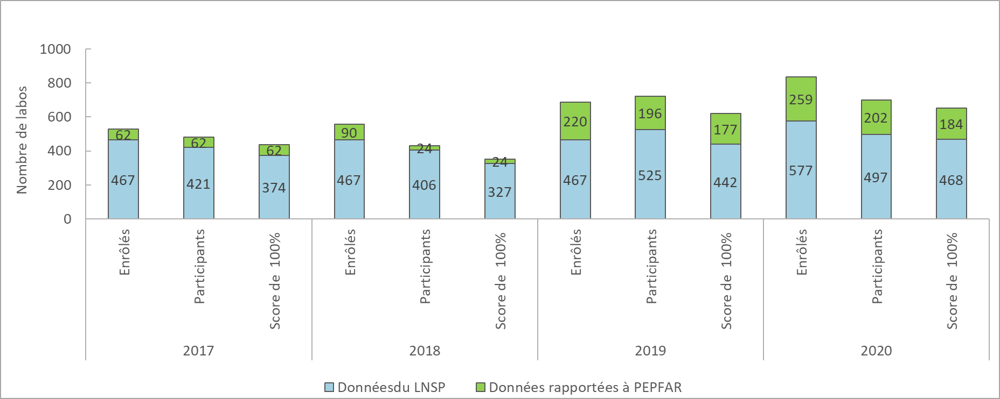 Nombre de labos
1000
800
600
400
200
0
62 62 62 90 24 24 220 196 177 259 202 184
467 421 374 467 406 327 467 525 442 577 497 468
Enrôlés Participants Score de 100% Enrôlés Participants Score de 100% Enrôlés Participants Score de 100% Enrôlés Participants Score de 100%
2017 2018 2019 2020
Donnéesdu LNSP Données rapportées à PEPFAR